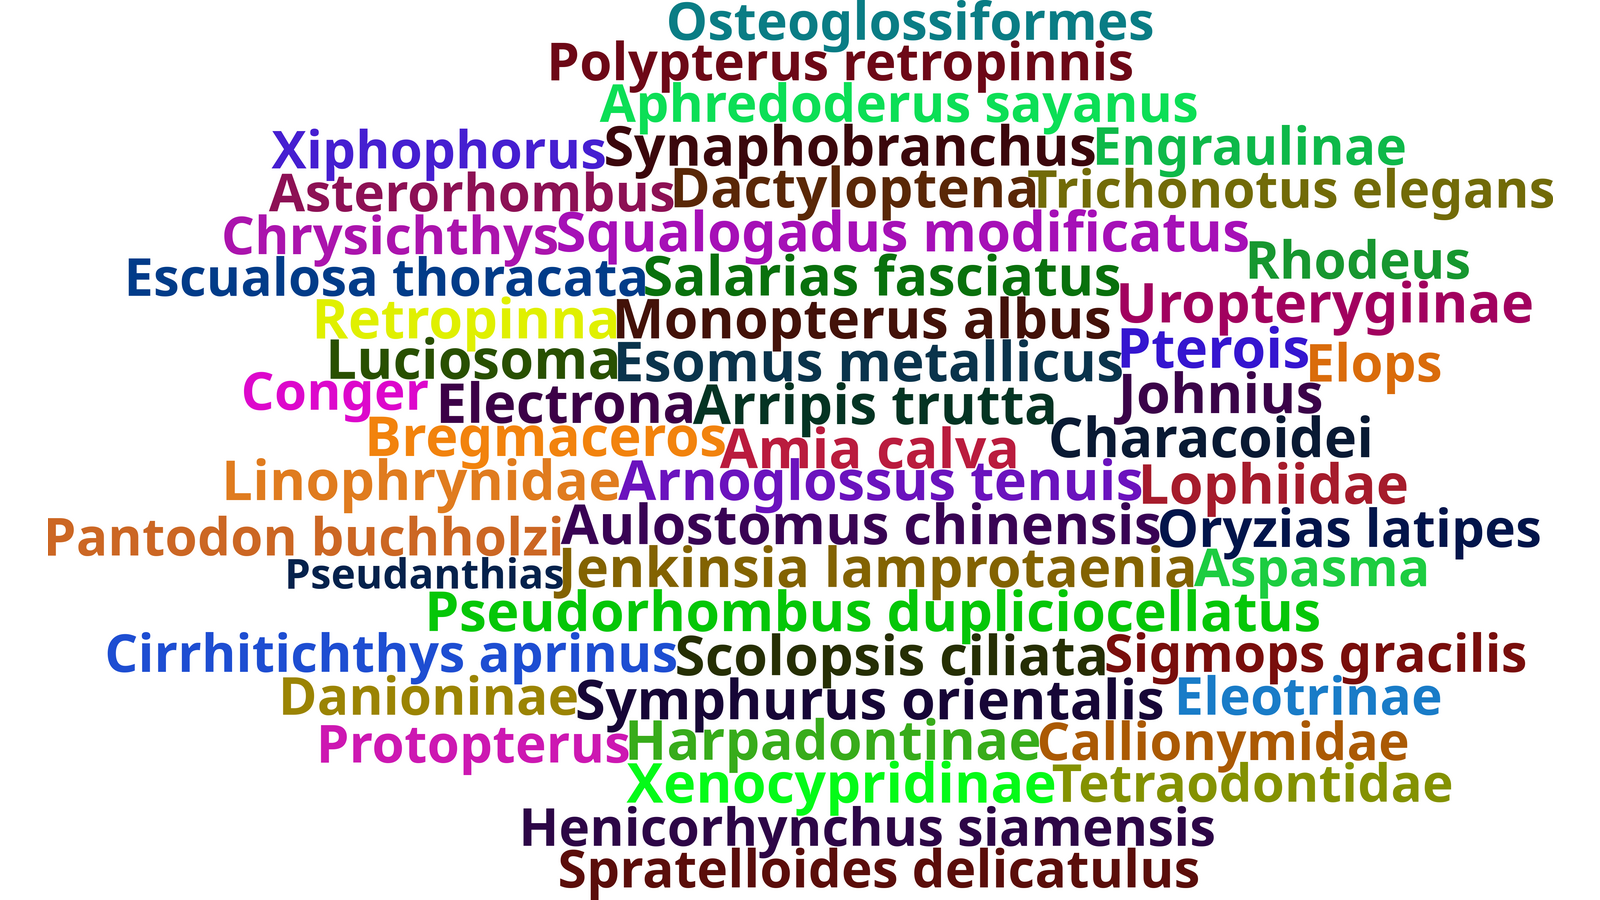 Osteoglossiformes
Polypterus retropinnis
Aphredoderus sayanus
Xiphophorus Synaphobranchus Engraulinae
Asterorhombus Dactyloptena Trichonotus elegans
Chrysichthys Squalogadus modificatus Rhodeus
Escualosa thoracata Salarias fasciatus
Retropinna Monopterus albus Uropterygiinae
Luciosoma Esomus metallicus Pterois Elops
Conger Electrona Arripis trutta Johnius
Bregmaceros Amia calva Characoidei
Linophrynidae Arnoglossus tenuis Lophiidae
Pantodon buchholzi Aulostomus chinensis Oryzias latipes
Pseudanthias Jenkinsia lamprotaenia Aspasma
Pseudorhombus dupliciocellatus
Cirrhitichthys aprinus Scolopsis ciliata Sigmops gracilis
Danioninae Symphurus orientalis Eleotrinae
Protopterus Harpadontinae Callionymidae
Xenocypridinae Tetraodontidae
Henicorhynchus siamensis
Spratelloides delicatulus